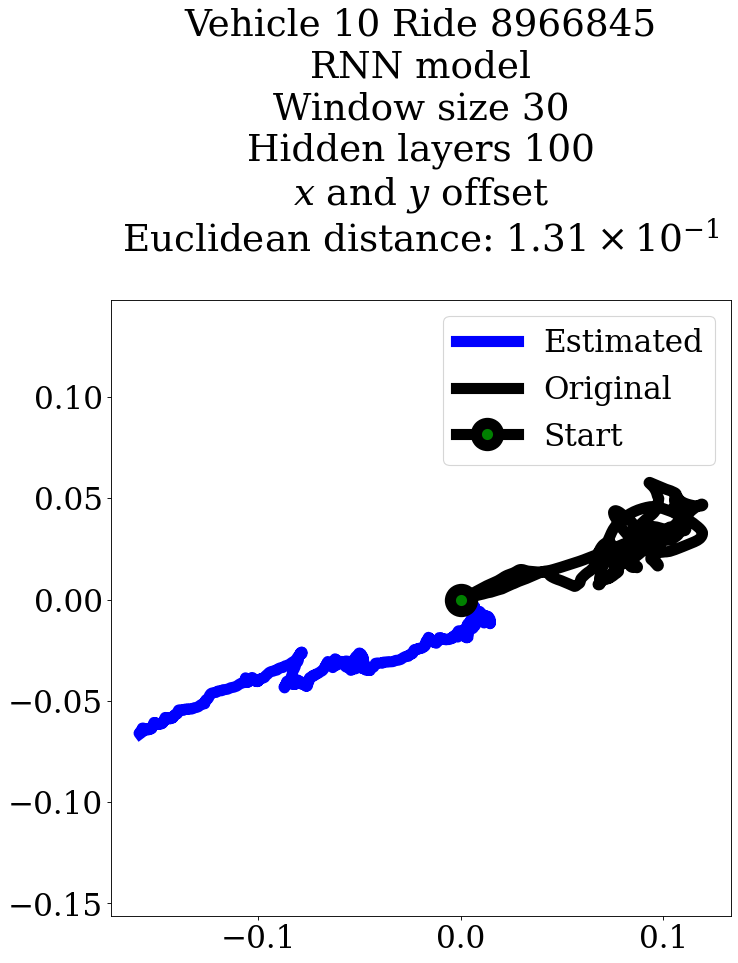 Vehicle 10 Ride 8966845
RNN model
Window size 30
Hidden layers 100
x and y offset
Euclidean distance: 1.31 × 10⁻¹
Estimated
Original
Start
0.10
0.05
0.00
−0.05
−0.10
−0.15
−0.1
0.0
0.1